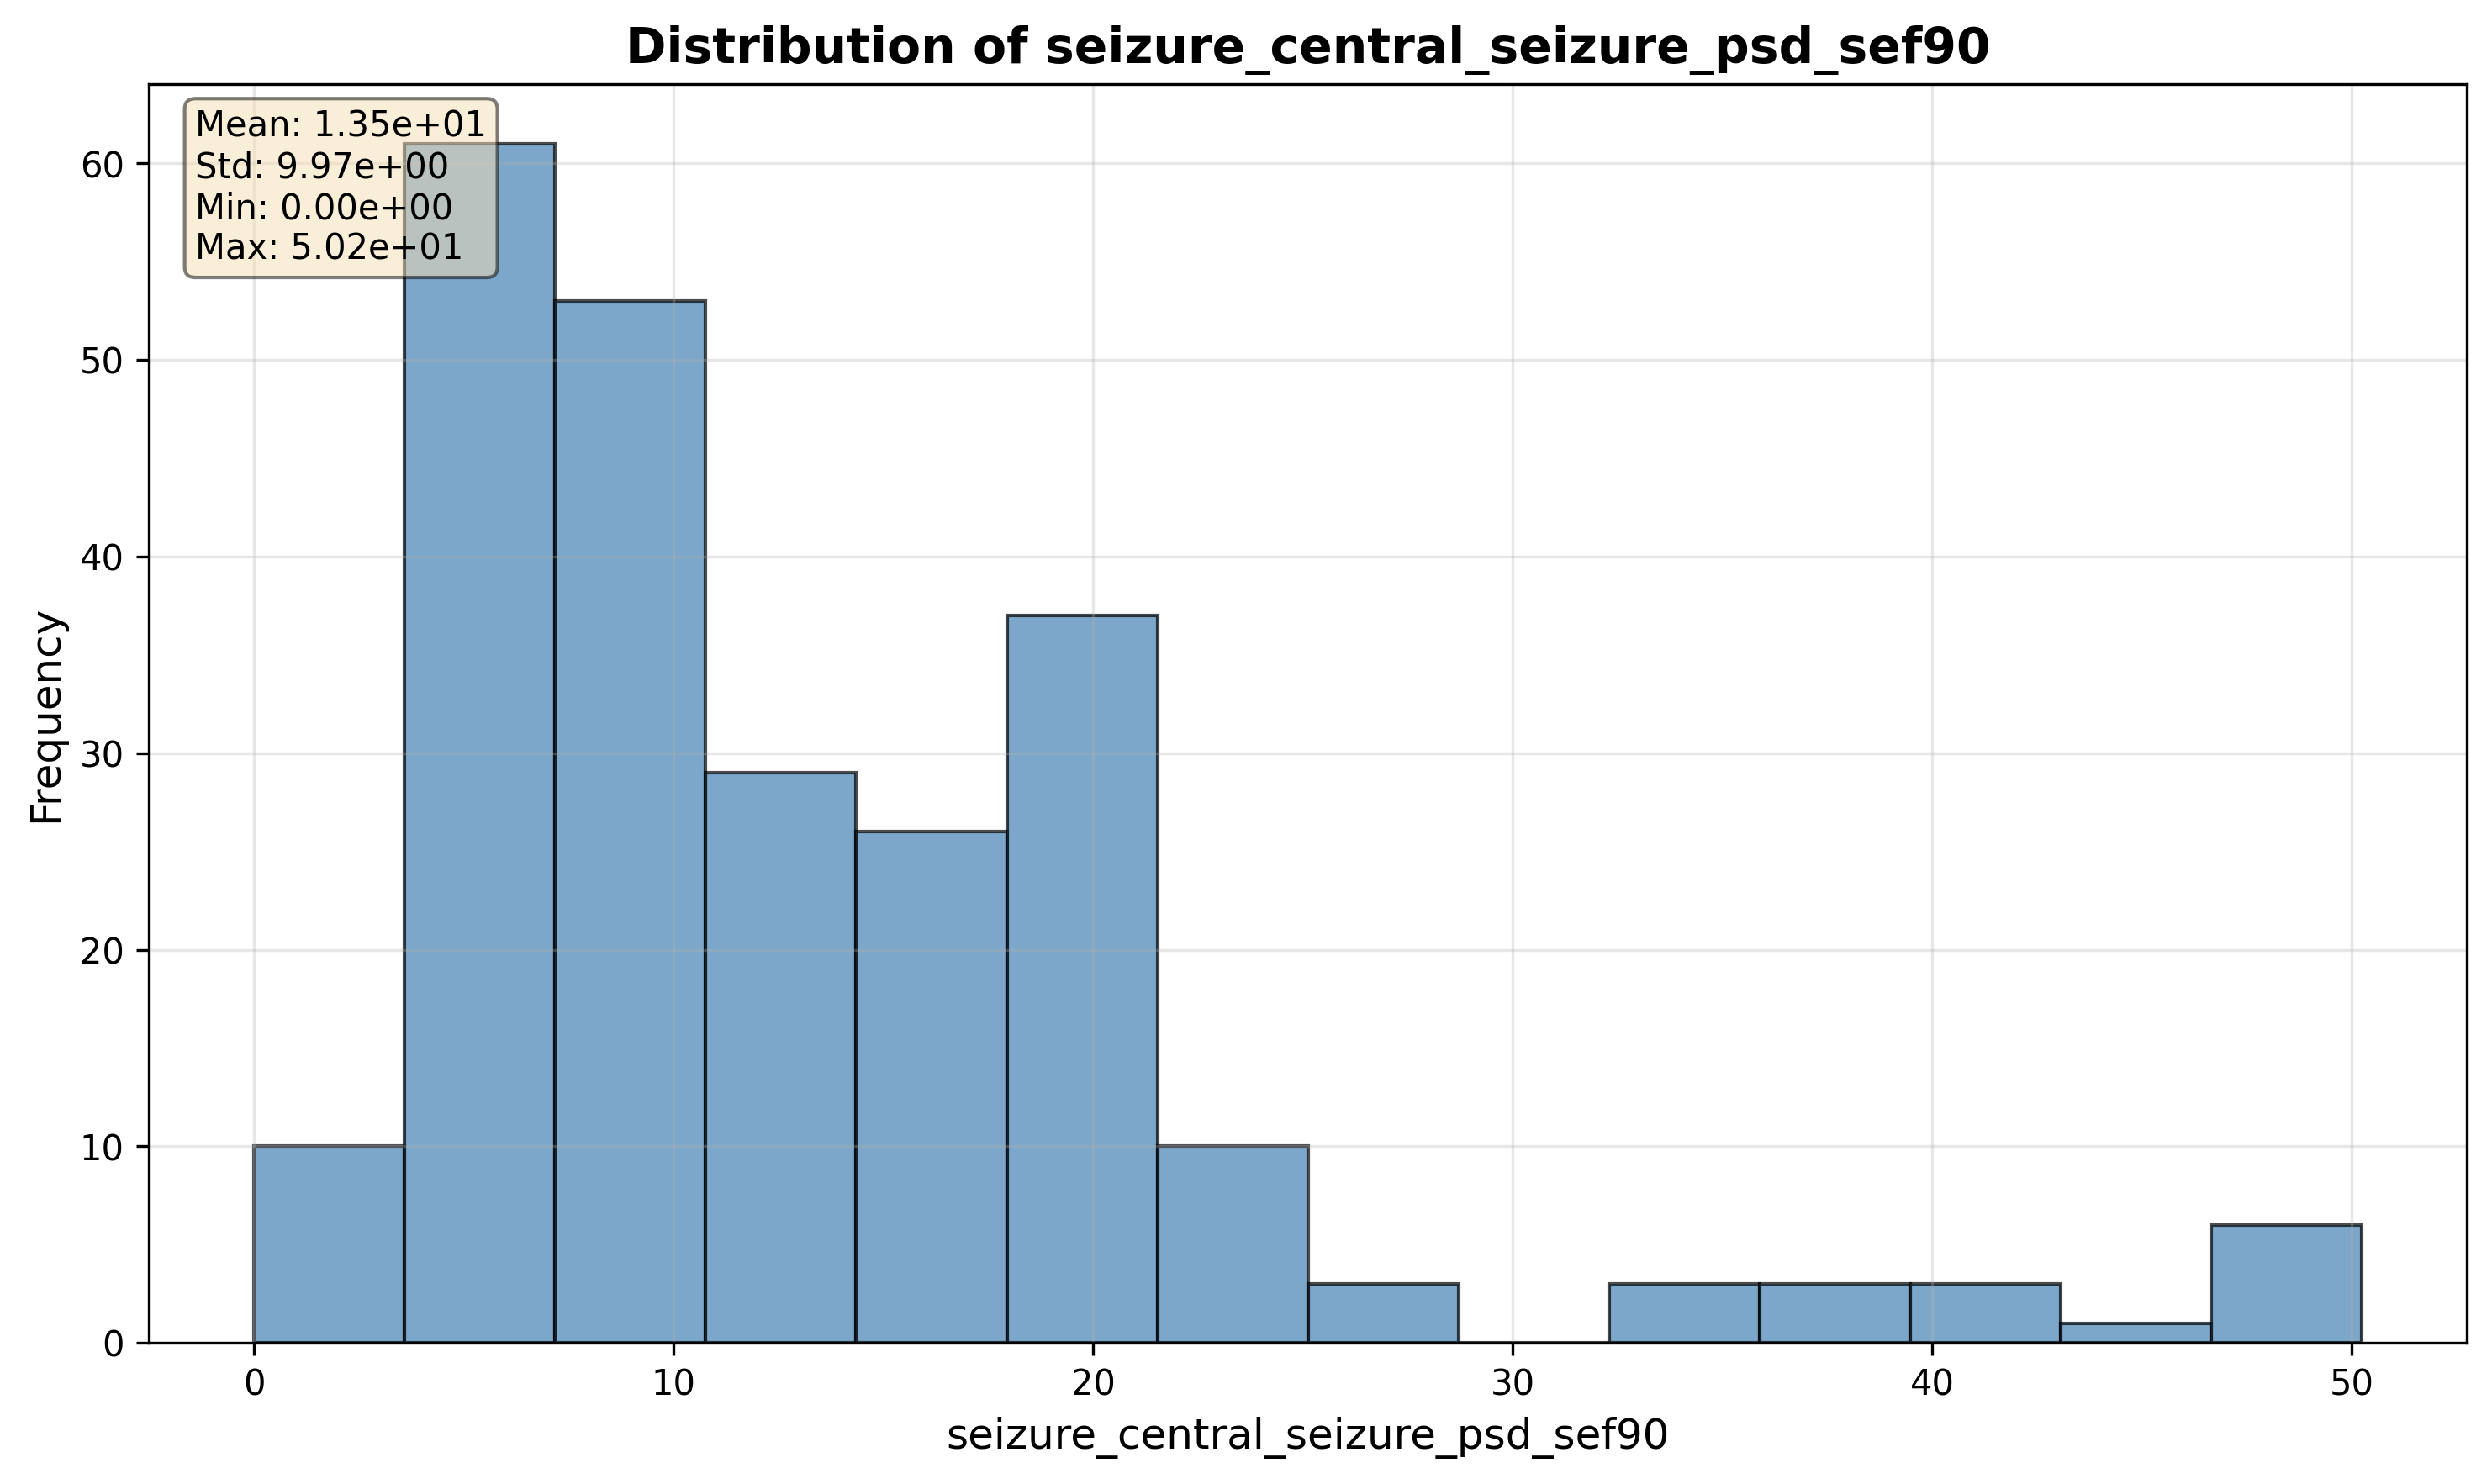 Distribution of seizure_central_seizure_psd_sef90
Mean: 1.35e+01
Std: 9.97e+00
Min: 0.00e+00
Max: 5.02e+01
60
50
40
30
20
10
0
Frequency
0 10 20 30 40 50
seizure_central_seizure_psd_sef90